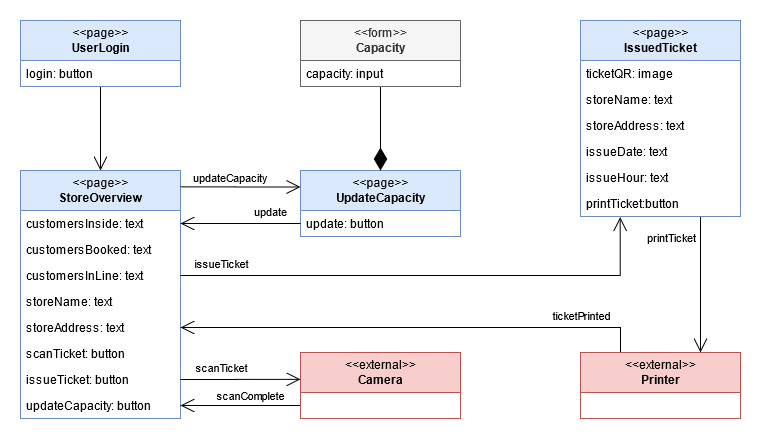 <<page>>
UserLogin
login: button
<<form>>
Capacity
capacity: input
<<page>>
IssuedTicket
ticketQR: image
storeName: text
storeAddress: text
issueDate: text
issueHour: text
printTicket:button
<<page>>
StoreOverview
customersInside: text
customersBooked: text
customersInLine: text
storeName: text
storeAddress: text
scanTicket: button
issueTicket: button
updateCapacity: button
updateCapacity
update
<<page>>
UpdateCapacity
update: button
issueTicket
printTicket
ticketPrinted
scanTicket
scanComplete
<<external>>
Camera
<<external>>
Printer